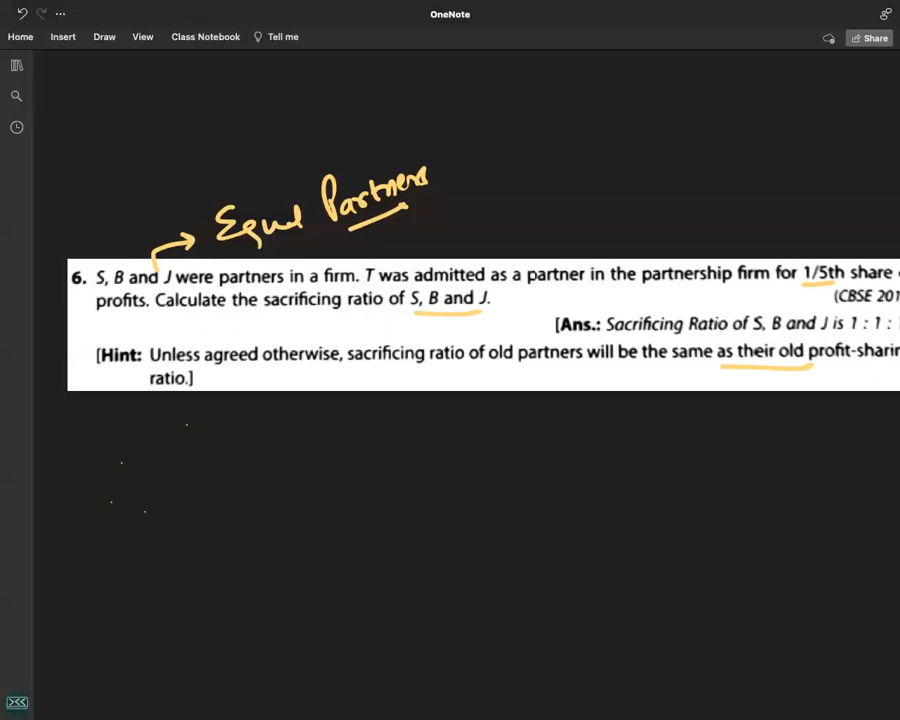 OneNote
Home Insert Draw View Class Notebook Tell me Share
Equal Partners
6. S, B and J were partners in a firm. T was admitted as a partner in the partnership firm for 1/5th share
profits. Calculate the sacrificing ratio of S, B and J. (CBSE 201
[Ans.: Sacrificing Ratio of S, B and J is 1 : 1 :
[Hint: Unless agreed otherwise, sacrificing ratio of old partners will be the same as their old profit-sharin
ratio.]